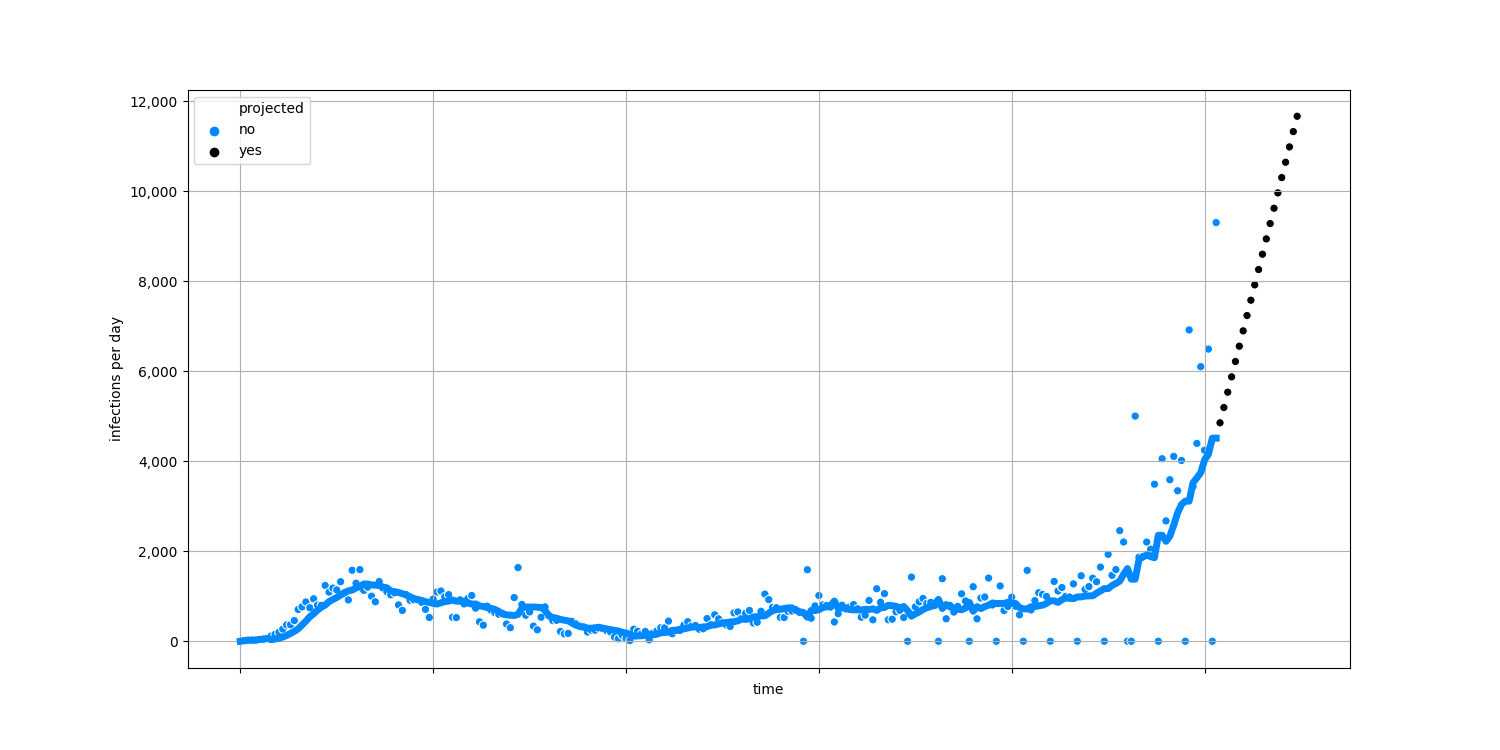 projected
no
yes
12,000
10,000
8,000
6,000
4,000
2,000
0
infections per day
time